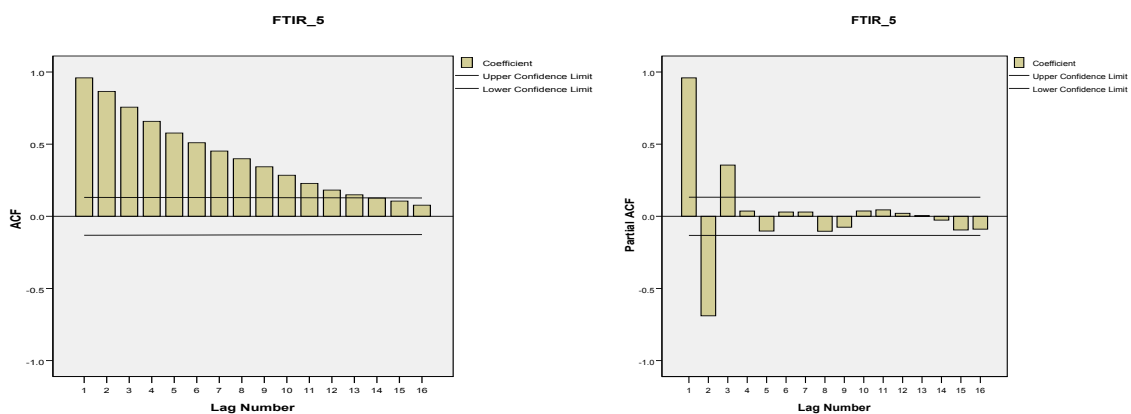 FTIR_5
1.0
0.5
0.0
-0.5
-1.0
ACF
1 2 3 4 5 6 7 8 9 10 11 12 13 14 15 16
Lag Number
Coefficient
Upper Confidence Limit
Lower Confidence Limit
FTIR_5
1.0
0.5
0.0
-0.5
-1.0
Partial ACF
1 2 3 4 5 6 7 8 9 10 11 12 13 14 15 16
Lag Number
Coefficient
Upper Confidence Limit
Lower Confidence Limit